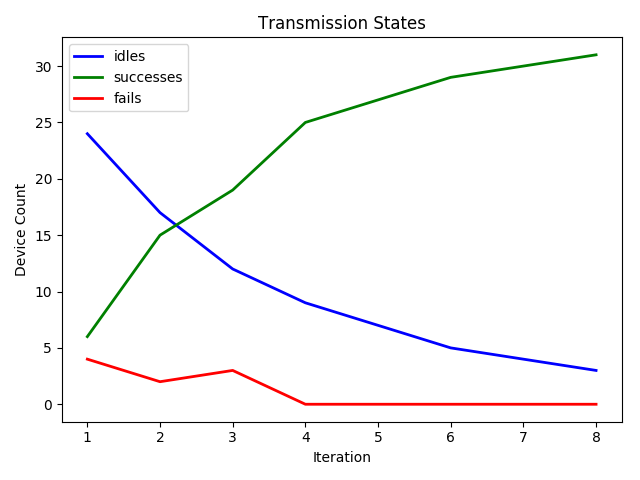 Transmission States
idles
successes
fails
Device Count
30
25
20
15
10
5
0
1 2 3 4 5 6 7 8
Iteration